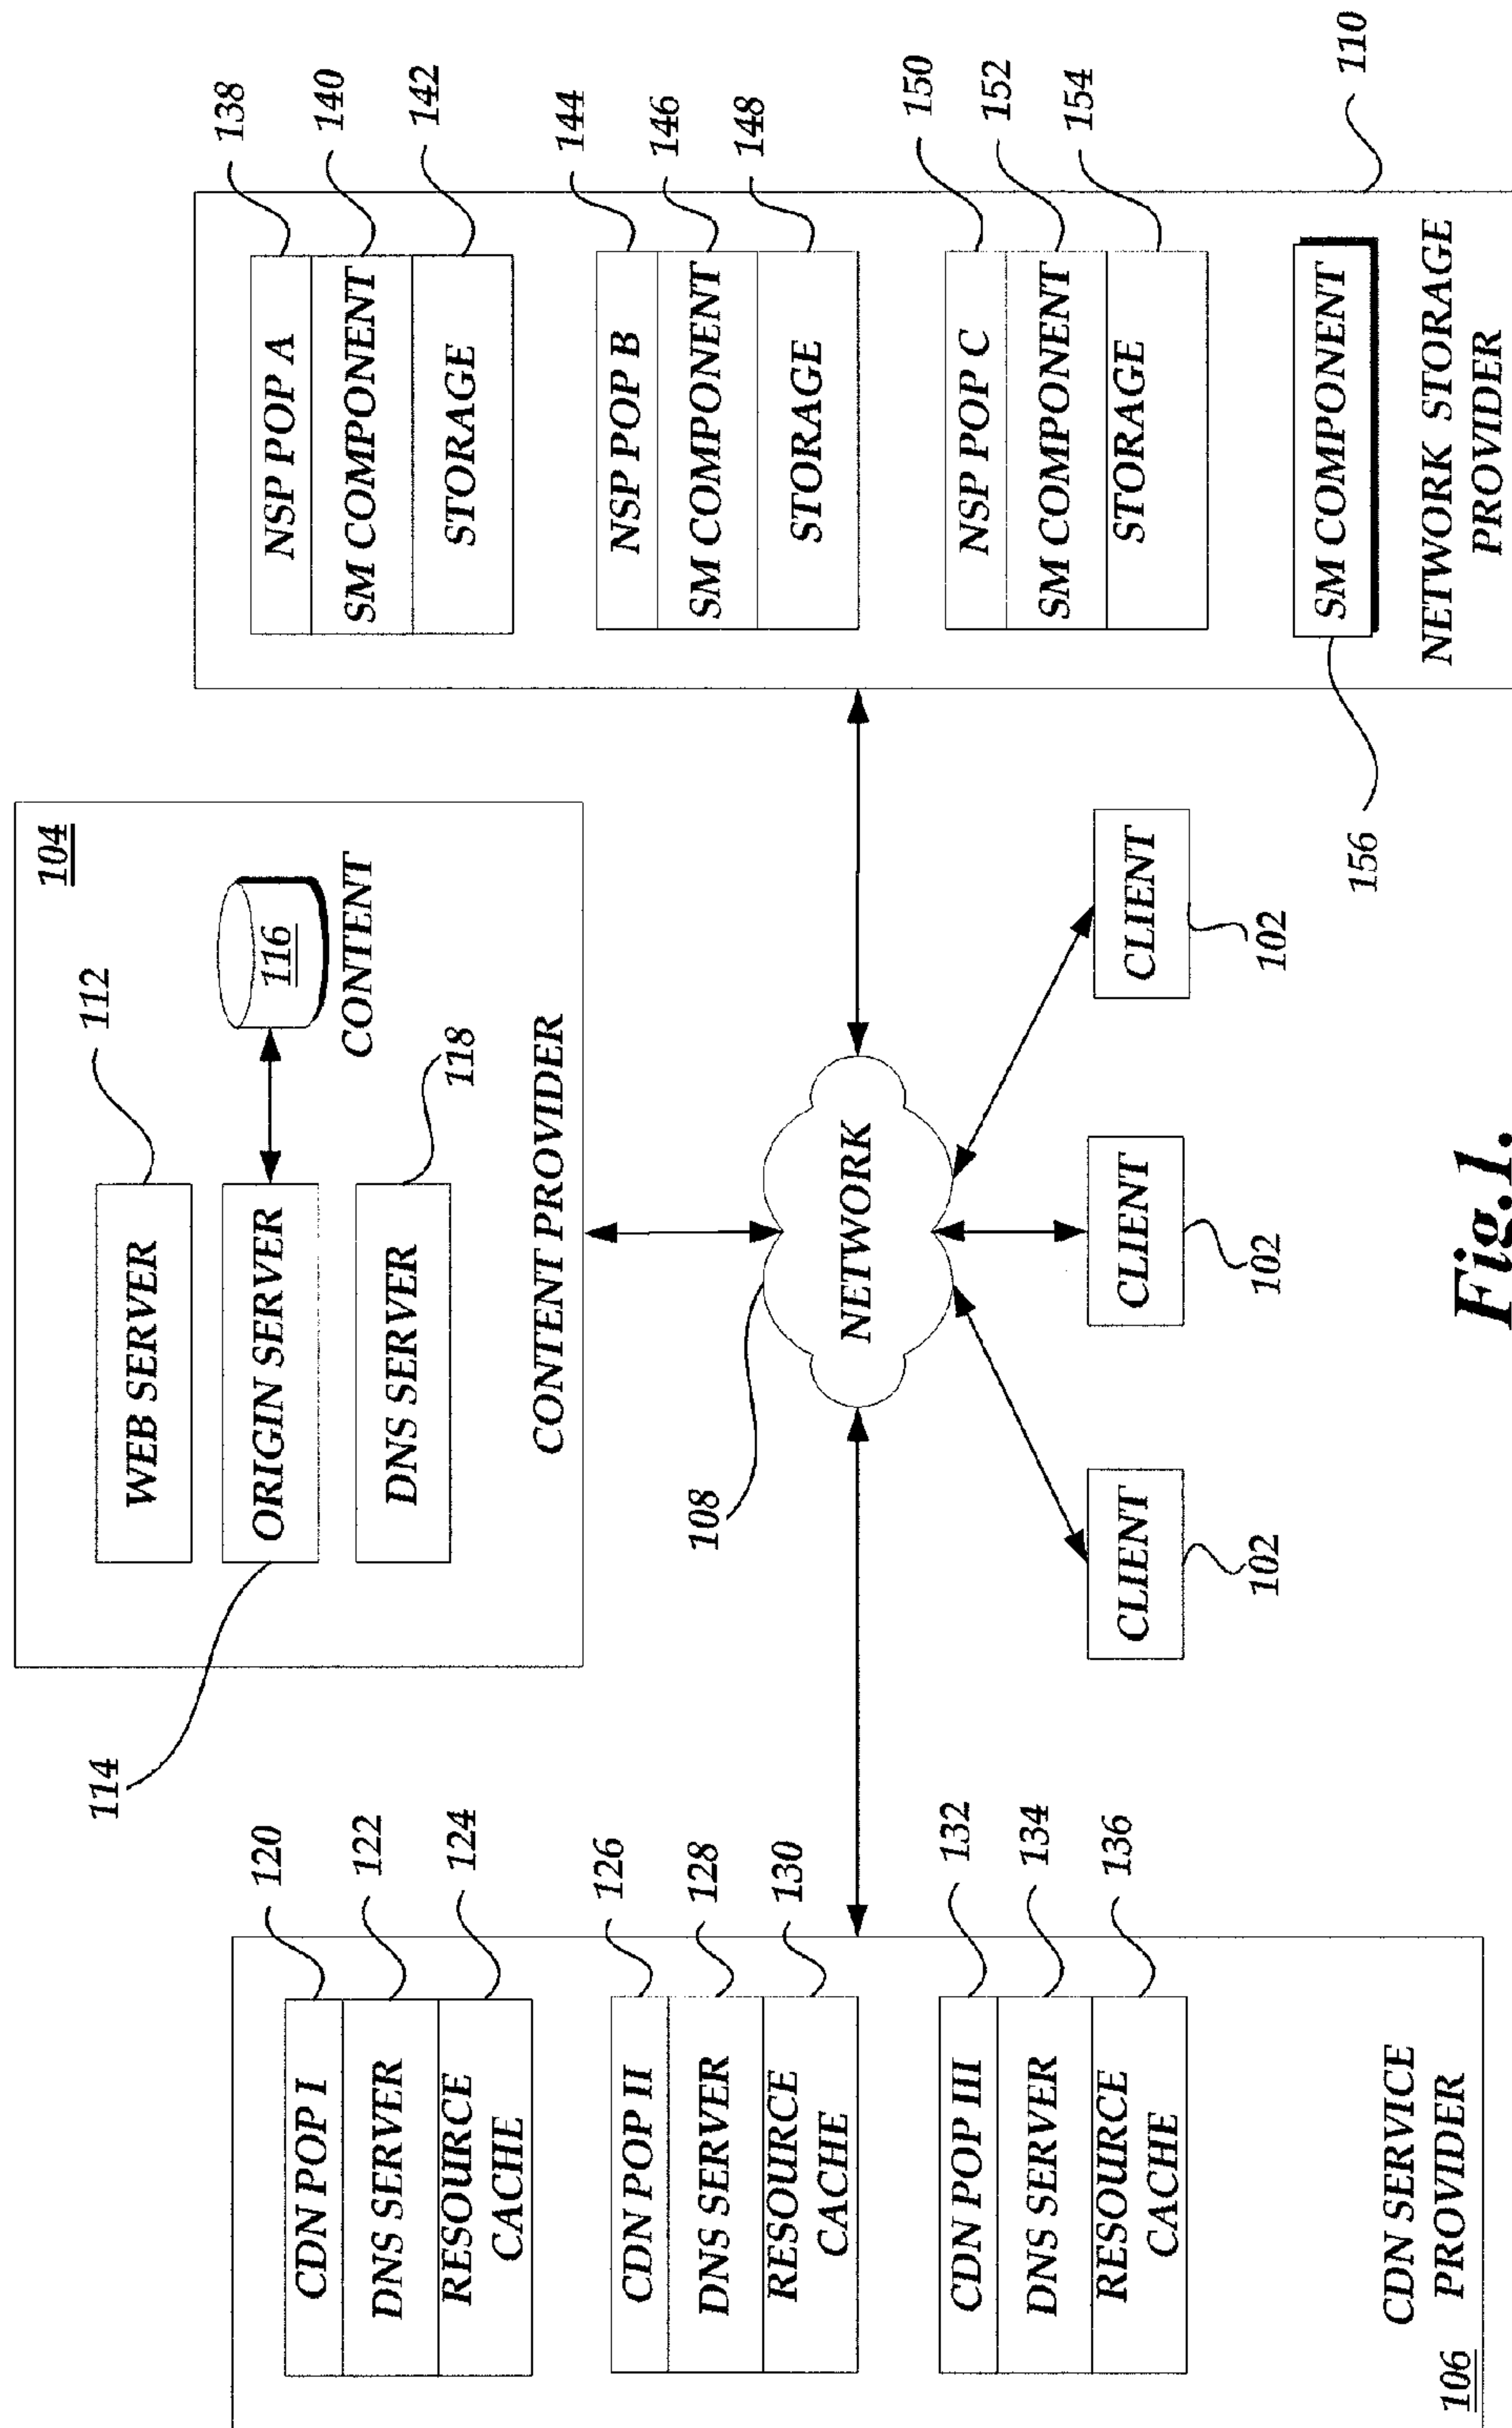 104
WEB SERVER
112
ORIGIN SERVER
114
116
CONTENT
DNS SERVER
118
CONTENT PROVIDER
CDN POP I
120
DNS SERVER
122
RESOURCE
CACHE
124
CDN POP II
126
DNS SERVER
128
RESOURCE
CACHE
130
CDN POP III
132
DNS SERVER
134
RESOURCE
CACHE
136
CDN SERVICE
PROVIDER
106
108
NETWORK
CLIENT
102
CLIENT
102
CLIENT
102
NSP POP A
138
SM COMPONENT
140
STORAGE
142
NSP POP B
144
SM COMPONENT
146
STORAGE
148
NSP POP C
150
SM COMPONENT
152
STORAGE
154
SM COMPONENT
156
NETWORK STORAGE
PROVIDER
110
Fig.1.